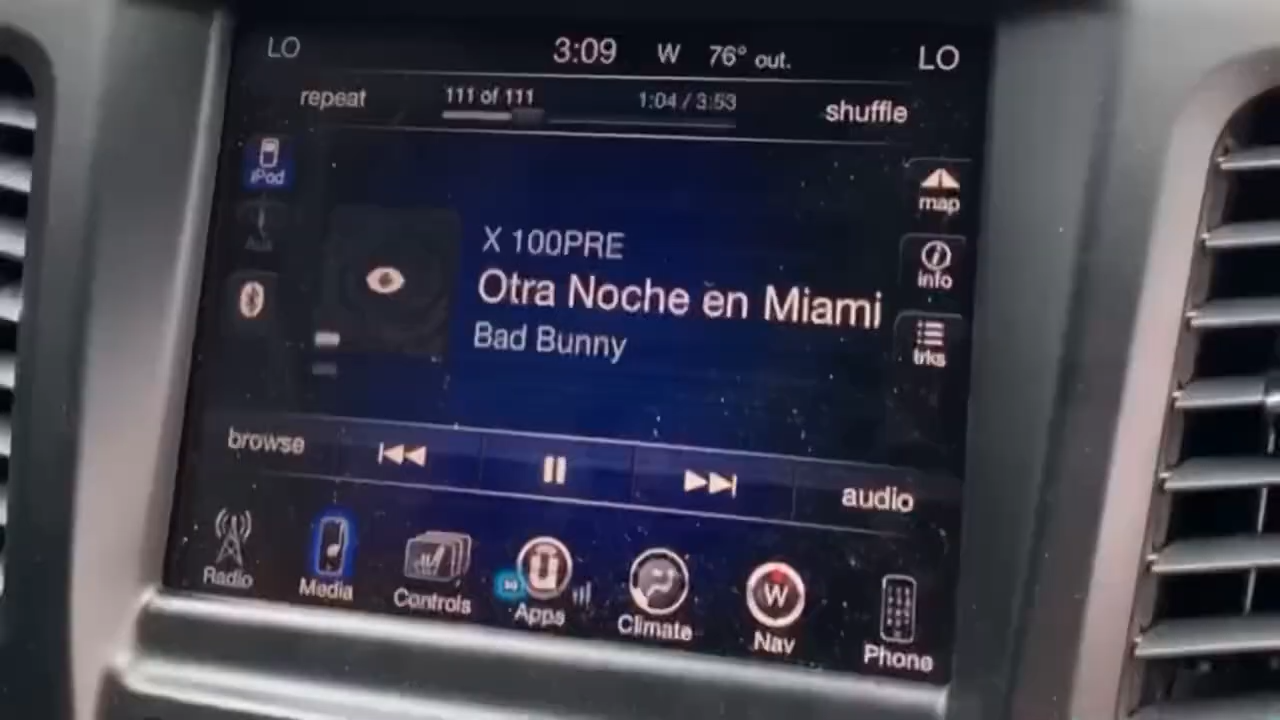 LO 3:09 W 76° out. LO
repeat 111 of 111 1:04 / 3:53 shuffle
iPod
map
Aux
X 100PRE
info
Otra Noche en Miami
Bad Bunny
trks
browse audio
Radio Media Controls Apps Climate Nav Phone
W